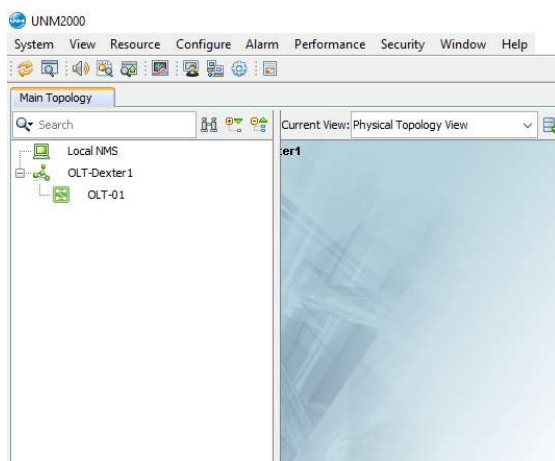 UNM2000
System View Resource Configure Alarm Performance Security Window Help
Main Topology
Search
Current View: Physical Topology View
Local NMS
er1
OLT-Dexter1
OLT-01